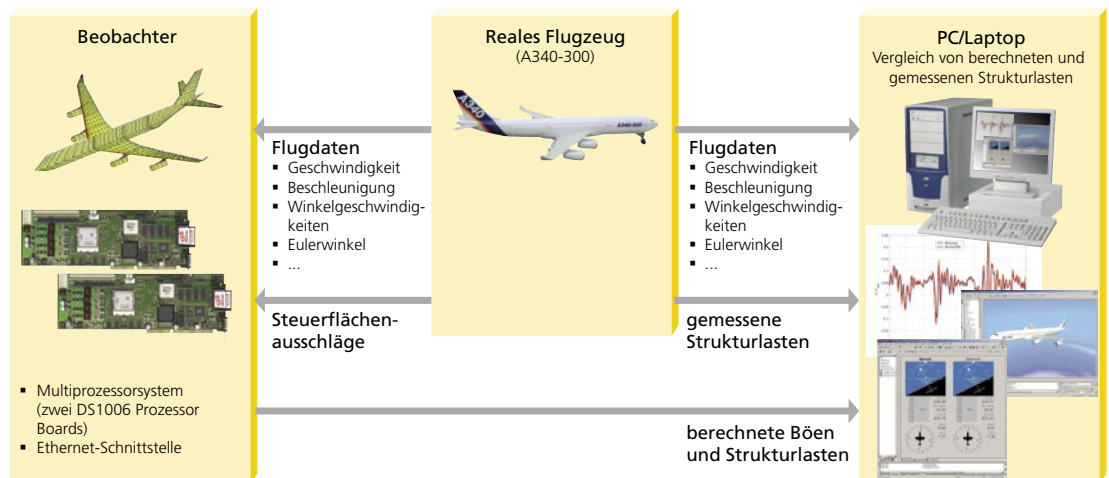 Beobachter
Flugdaten
▪ Geschwindigkeit
▪ Beschleunigung
▪ Winkelgeschwindig-
keiten
▪ Eulerwinkel
▪ ...
Steuerflächen-
ausschläge
▪ Multiprozessorsystem
(zwei DS1006 Prozessor
Boards)
▪ Ethernet-Schnittstelle
Reales Flugzeug
(A340-300)
A340
A340-300
Flugdaten
▪ Geschwindigkeit
▪ Beschleunigung
▪ Winkelgeschwindig-
keiten
▪ Eulerwinkel
▪ ...
gemessene
Strukturlasten
berechnete Böen
und Strukturlasten
PC/Laptop
Vergleich von berechneten und
gemessenen Strukturlasten